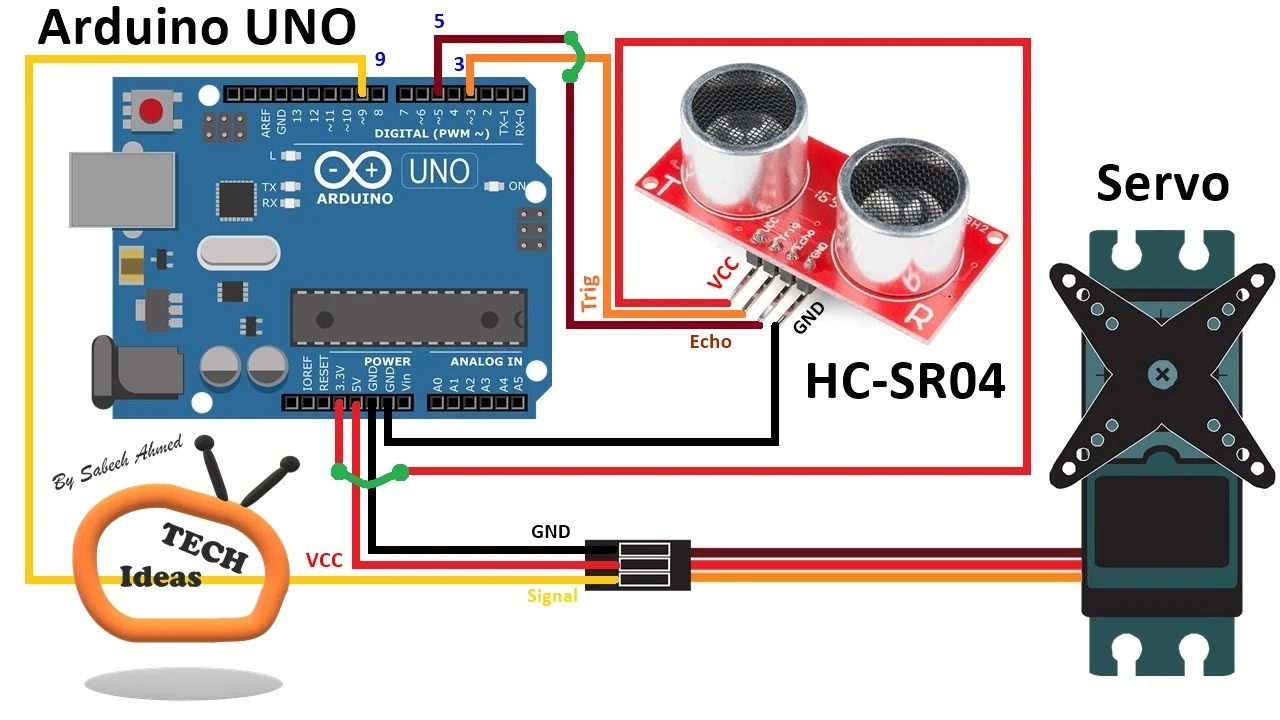 Arduino UNO
5
9
3
AREF
GND
13
12
~11
~10
~9
8
7
~6
~5
4
~3
2
TX→1
RX←0
DIGITAL (PWM ~)
L
TX
RX
UNO
ON
ARDUINO
Servo
T
VCC
Trig
Echo
GND
R
VCC
GND
Trig
Echo
HC-SR04
POWER
ANALOG IN
IOREF
RESET
3.3V
5V
GND
GND
Vin
A0
A1
A2
A3
A4
A5
By Sabeeh Ahmed
TECH
Ideas
GND
VCC
Signal